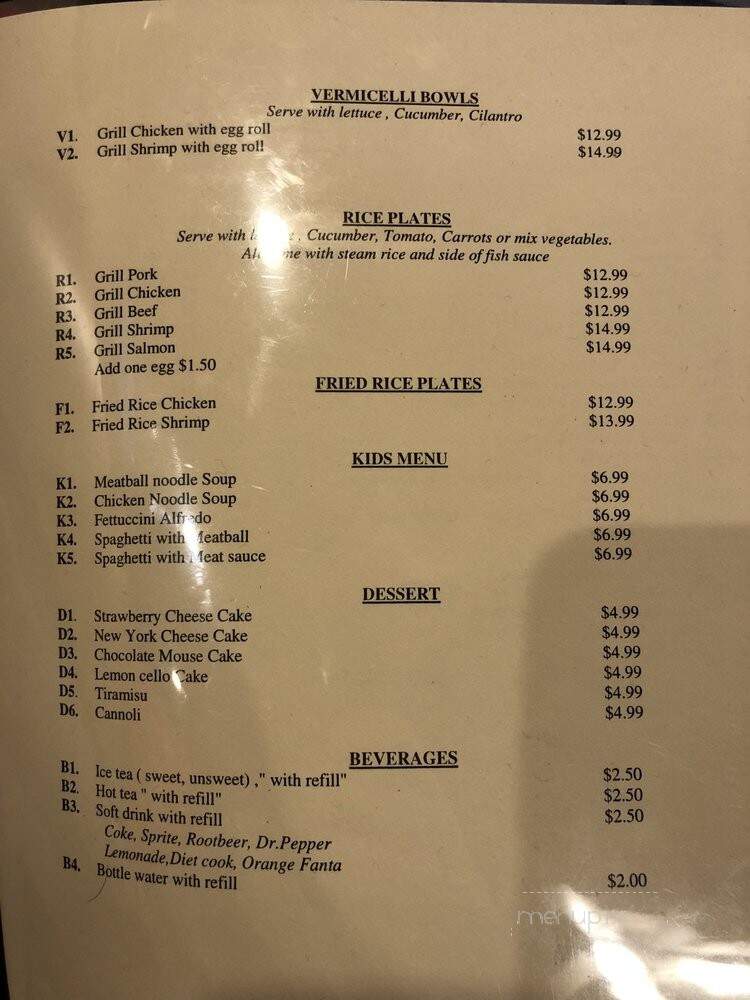 VERMICELLI BOWLS
Serve with lettuce , Cucumber, Cilantro
V1. Grill Chicken with egg roll $12.99
V2. Grill Shrimp with egg roll $14.99
RICE PLATES
Serve with , Cucumber, Tomato, Carrots or mix vegetables.
with steam rice and side of fish sauce
R1. Grill Pork $12.99
R2. Grill Chicken $12.99
R3. Grill Beef $12.99
R4. Grill Shrimp $14.99
R5. Grill Salmon $14.99
Add one egg $1.50
FRIED RICE PLATES
F1. Fried Rice Chicken $12.99
F2. Fried Rice Shrimp $13.99
KIDS MENU
K1. Meatball noodle Soup $6.99
K2. Chicken Noodle Soup $6.99
K3. Fettuccini Alfredo $6.99
K4. Spaghetti with Meatball $6.99
K5. Spaghetti with Meat sauce $6.99
DESSERT
D1. Strawberry Cheese Cake $4.99
D2. New York Cheese Cake $4.99
D3. Chocolate Mouse Cake $4.99
D4. Lemon cello Cake $4.99
D5. Tiramisu $4.99
D6. Cannoli $4.99
BEVERAGES
B1. Ice tea ( sweet, unsweet) ," with refill" $2.50
B2. Hot tea " with refill" $2.50
B3. Soft drink with refill $2.50
Coke, Sprite, Rootbeer, Dr.Pepper
Lemonade,Diet cook, Orange Fanta
B4. Bottle water with refill $2.00